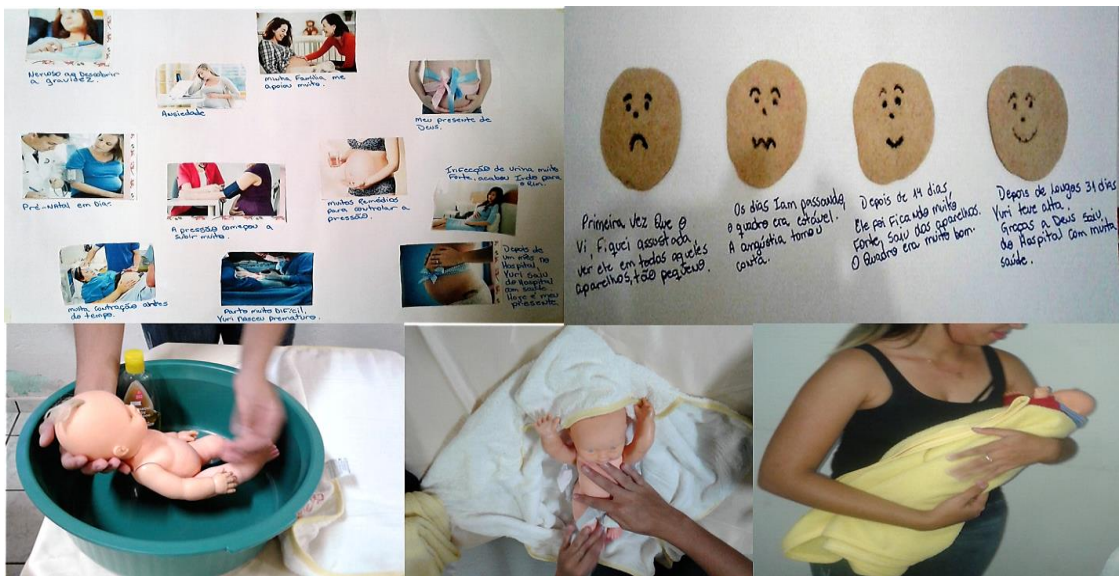 Nervoso ao Descobrir
a gravidez.
Ansiedade
minha Família me
apoiou muito.
Meu presente de
Deus.
Pré-Natal em Dia.
A pressão começou a
subir muito.
muitos Remédios
para controlar a
pressão.
Infecção de urina muito
Forte, acabou Indo para
o Rin.
muita contração antes
do tempo.
Parto muito Difícil,
Yuri Nasceu Prematuro.
Depois de
um mês no
Hospital
Yuri Saiu
do Hospital
com saúde.
Hoje é meu
presente.
Primeira vez Que o
Vi, fiquei assustada
ver ele em todos aqueles
aparelhos, tão pequeno.
Os dias Iam passando,
o quadro era estável.
A angústia tomou
conta.
Depois de 14 dias,
Ele foi Ficando muito
Forte, saiu dos aparelhos.
O Quadro era muito bom.
Depois de Longos 31 dias
Yuri teve alta.
Graças a Deus Saiu
do Hospital com muita
saúde.